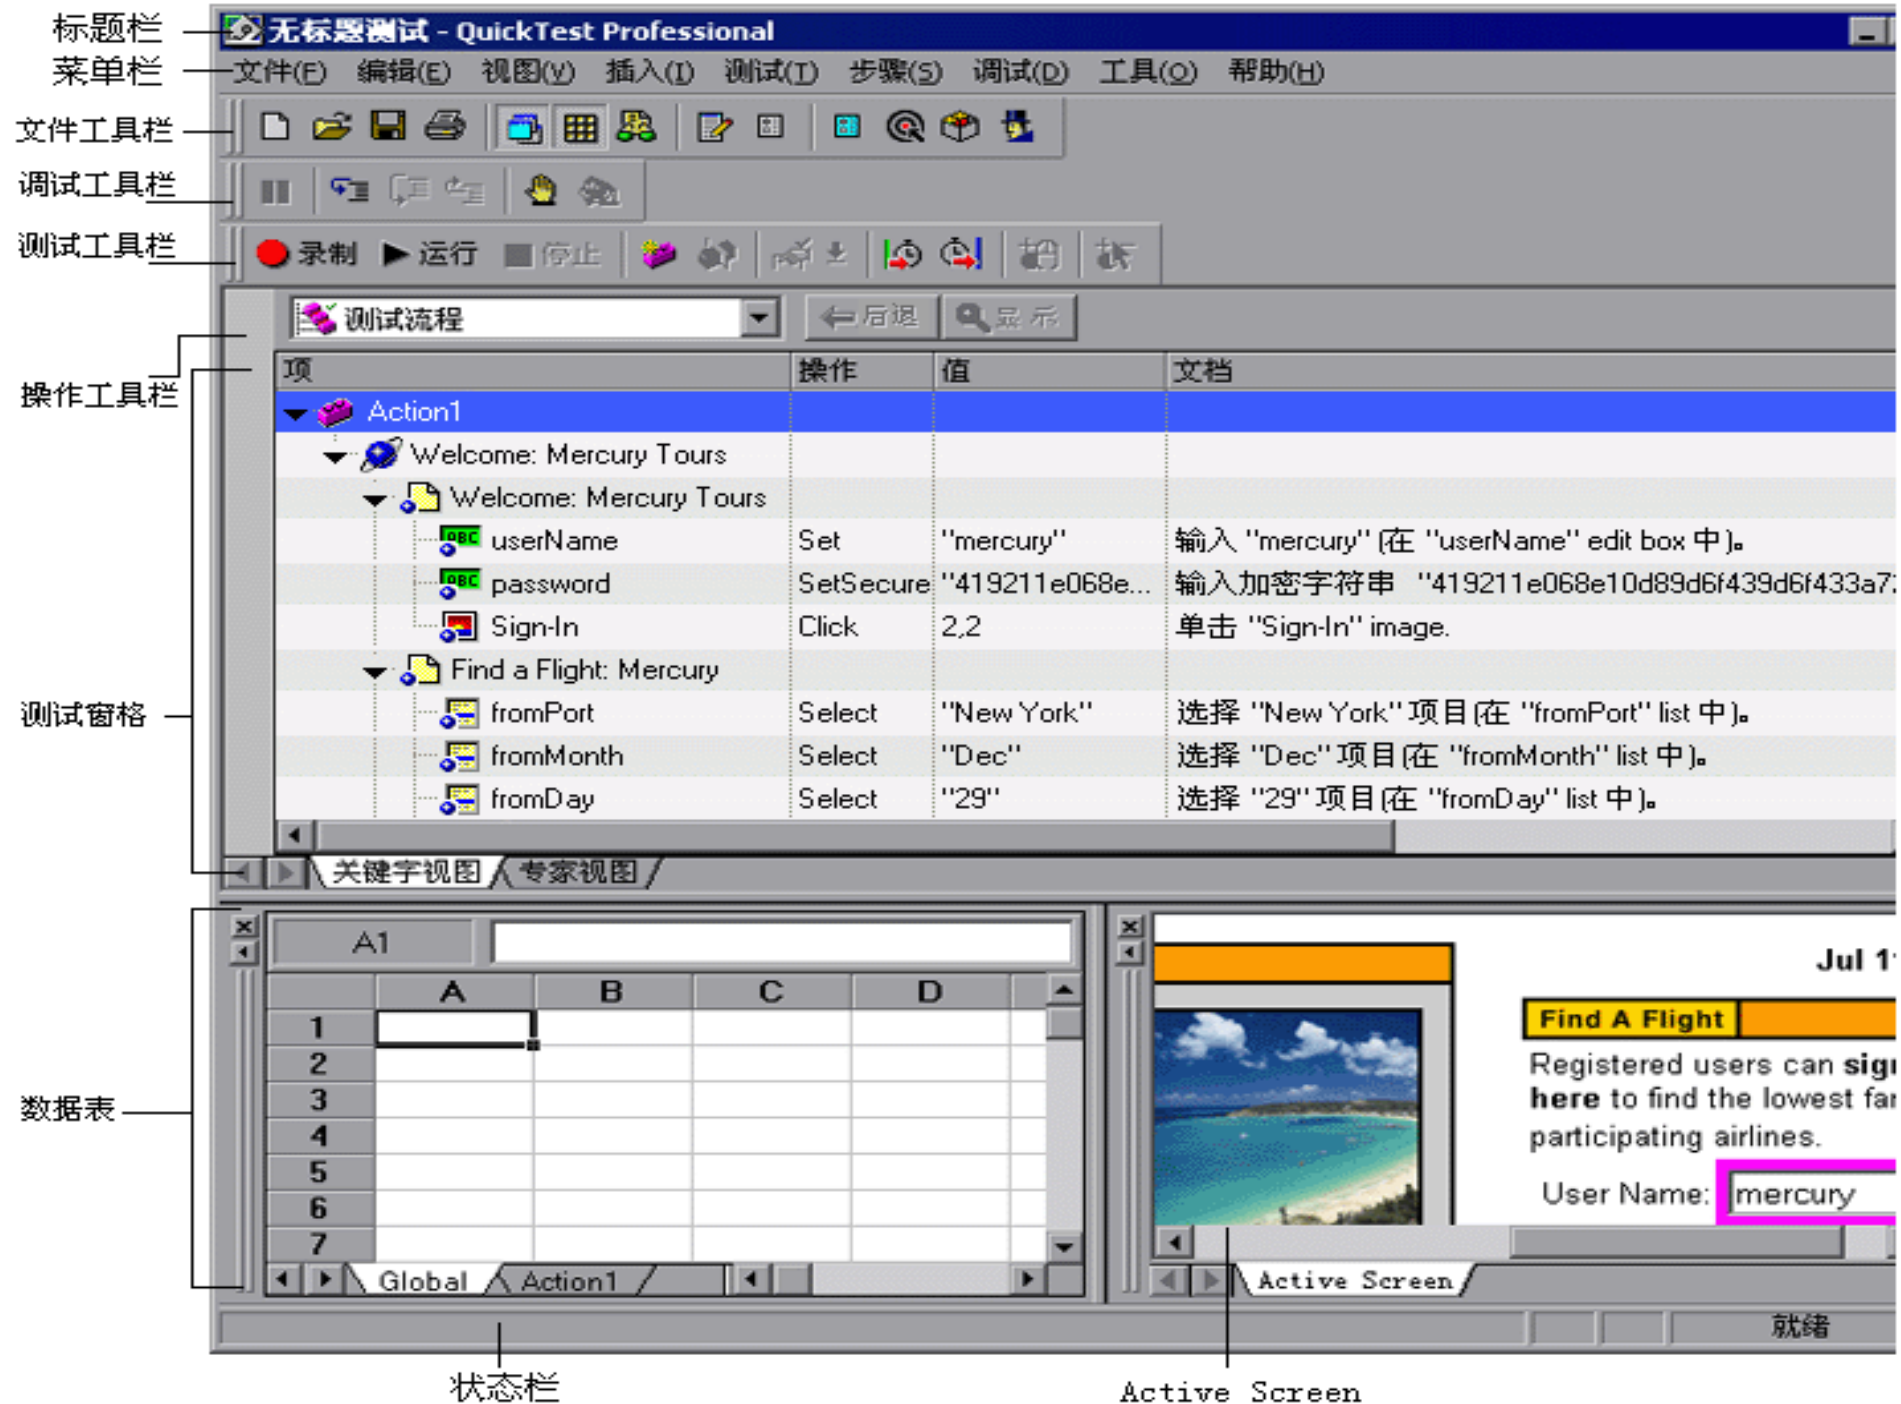 标题栏
无标题测试 - QuickTest Professional
菜单栏
文件(F) 编辑(E) 视图(V) 插入(I) 测试(T) 步骤(S) 调试(D) 工具(O) 帮助(H)
文件工具栏
调试工具栏
测试工具栏
录制 运行 停止
测试流程 后退 显示
操作工具栏
项 操作 值 文档
Action1
Welcome: Mercury Tours
Welcome: Mercury Tours
userName Set "mercury" 输入 "mercury" (在 "userName" edit box 中)。
password SetSecure "419211e068e... 输入加密字符串 "419211e068e10d89d6f439d6f433a7
Sign-In Click 2,2 单击 "Sign-In" image.
Find a Flight: Mercury
测试窗格
fromPort Select "New York" 选择 "New York" 项目(在 "fromPort" list 中)。
fromMonth Select "Dec" 选择 "Dec" 项目(在 "fromMonth" list 中)。
fromDay Select "29" 选择 "29" 项目(在 "fromDay" list 中)。
关键字视图 专家视图
数据表
A1
A B C D
1
2
3
4
5
6
7
Global Action1
Jul 1
Find A Flight
Registered users can sign
here to find the lowest far
participating airlines.
User Name: mercury
Active Screen
就绪
状态栏
Active Screen